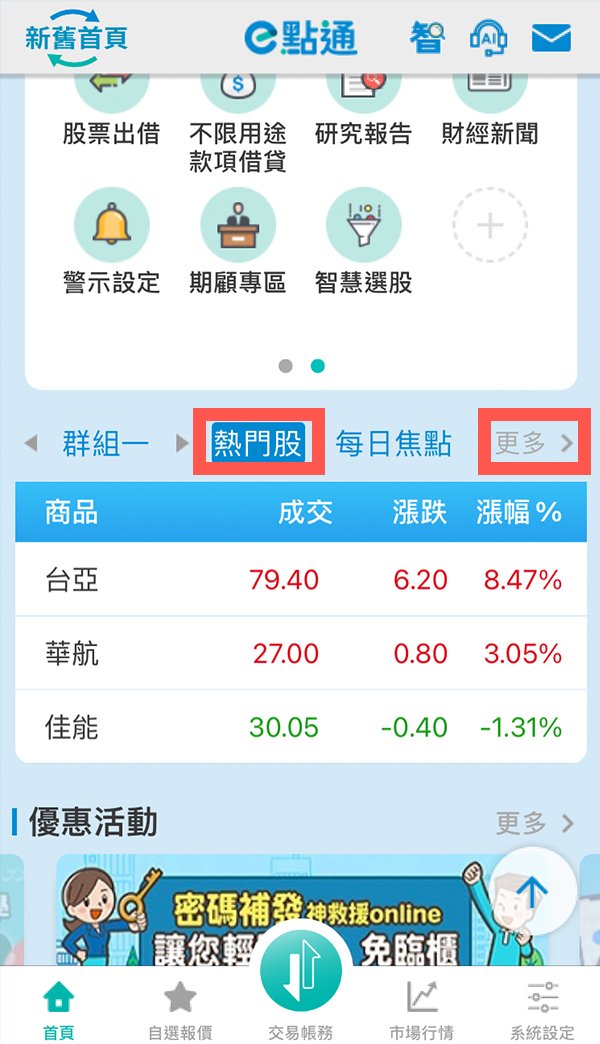 新舊首頁 e點通 智 AI
股票出借 不限用途 研究報告 財經新聞
款項借貸
警示設定 期顧專區 智慧選股
群組一 熱門股 每日焦點 更多
商品 成交 漲跌 漲幅%
台亞 79.40 6.20 8.47%
華航 27.00 0.80 3.05%
佳能 30.05 -0.40 -1.31%
優惠活動 更多
密碼補發神救援online
讓您輕 免臨櫃
首頁 自選報價 交易帳務 市場行情 系統設定